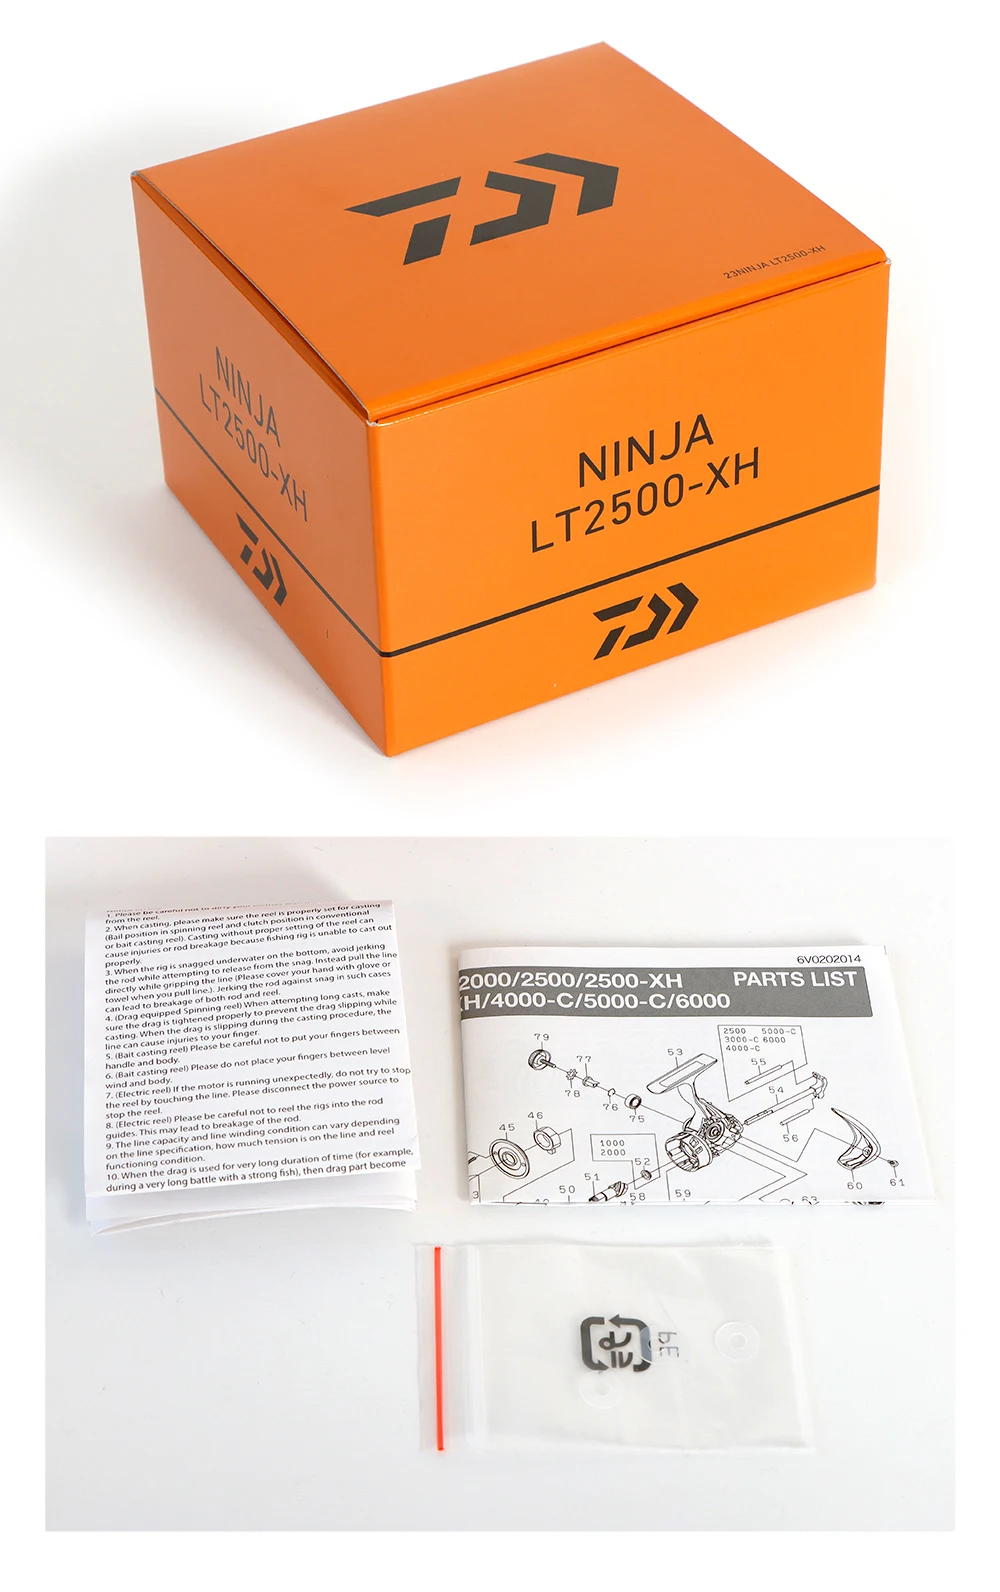 23NINJA LT2500-XH
NINJA
LT2500-XH
NINJA
LT2500-XH
1. Please be careful not to dirty your
from the reel.
2. When casting, please make sure the reel is properly set for casting
(Bail position in spinning reel and clutch position in conventional
or bait casting reel). Casting without proper setting of the reel can
cause injuries or rod breakage because fishing rig is unable to cast out
properly.
3. When the rig is snagged underwater on the bottom, avoid jerking
the rod while attempting to release from the snag. Instead pull the line
directly while gripping the line (Please cover your hand with glove or
towel when you pull line.). Jerking the rod against snag in such cases
can lead to breakage of both rod and reel.
4. (Drag equipped Spinning reel) When attempting long casts, make
sure the drag is tightened properly to prevent the drag slipping while
casting. When the drag is slipping during the casting procedure, the
line can cause injuries to your finger.
5. (Bait casting reel) Please be careful not to put your fingers between
handle and body.
6. (Bait casting reel) Please do not place your fingers between level
wind and body.
7. (Electric reel) If the motor is running unexpectedly, do not try to stop
the reel by touching the line. Please disconnect the power source to
stop the reel.
8. (Electric reel) Please be careful not to reel the rigs into the rod
guides. This may lead to breakage of the rod.
9. The line capacity and line winding condition can vary depending
on the line specification, how much tension is on the line and reel
functioning condition.
10. When the drag is used for very long duration of time (for example,
during a very long battle with a strong fish), then drag part become
6V0202014
2000/2500/2500-XH PARTS LIST
XH/4000-C/5000-C/6000
2500 5000-C
3000-C 6000
4000-C
79
77
78
76
75
53
55
54
56
46
45
1000
2000
52
51
50
58
59
60
61
63
プラ
PE